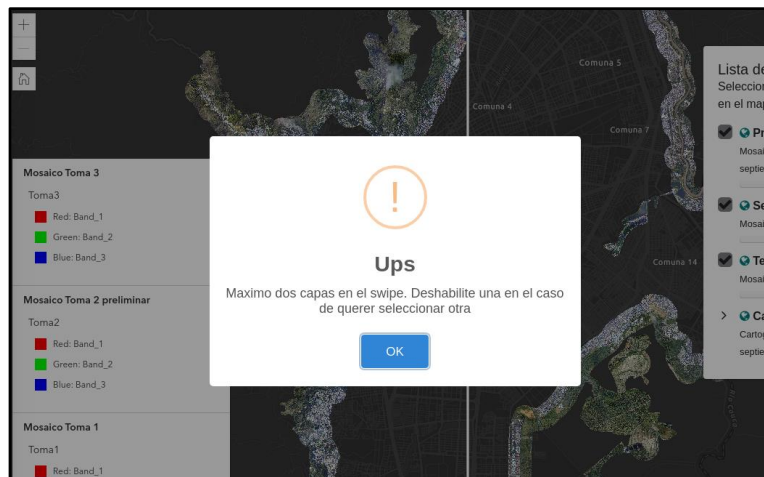 Comuna 5
Comuna 4
Comuna 7
Comuna 14
Mosaico Toma 3
Toma3
Red: Band_1
Green: Band_2
Blue: Band_3
Mosaico Toma 2 preliminar
Toma2
Red: Band_1
Green: Band_2
Blue: Band_3
Mosaico Toma 1
Toma1
Red: Band_1
Ups
Maximo dos capas en el swipe. Deshabilite una en el caso
de querer seleccionar otra
OK
Lista de
Seleccion
en el map
Pr
Mosai
septie
Se
Mosai
Te
Mosai
Ca
Cartog
septie